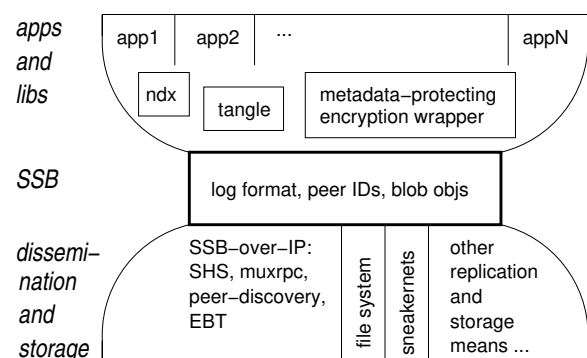 apps
and
libs
app1
app2
...
appN
ndx
tangle
metadata−protecting
encryption wrapper
SSB
log format, peer IDs, blob objs
dissemi−
nation
and
storage
SSB−over−IP:
SHS, muxrpc,
peer−discovery,
EBT
file system
sneakernets
other
replication
and
storage
means ...